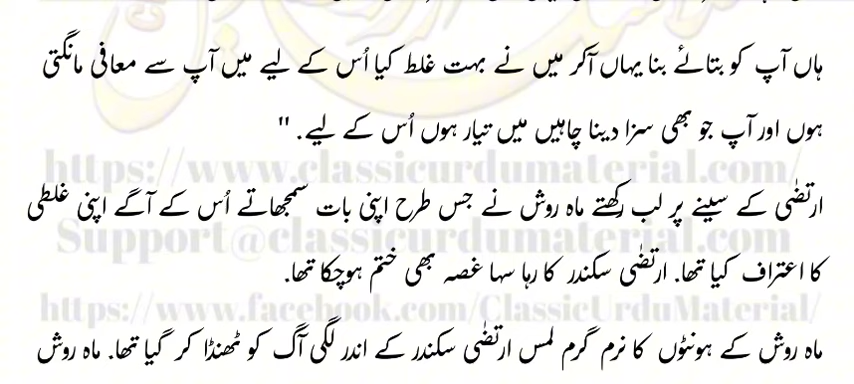 ہاں آپ کو بتائے بنا یہاں آکر میں نے بہت غلط کیا اُس کے لیے میں آپ سے معافی مانگتی
ہوں اور آپ جو بھی سزا دینا چاہیں میں تیار ہوں اُس کے لیے. "
https://www.classicurdumaterial.com/
ارتضٰی کے سینے پر لب رکھتے ماہ روش نے جس طرح اپنی بات سمجھاتے اُس کے آگے اپنی غلطی
Support@classicurdumaterial.com
کا اعتراف کیا تھا. ارتضٰی سکندر کا رہا سہا غصہ بھی ختم ہوچکا تھا.
https://www.facebook.com/ClassicUrduMaterial/
ماہ روش کے ہونٹوں کا نرم گرم لمس ارتضٰی سکندر کے اندر لگی آگ کو ٹھنڈا کر گیا تھا. ماہ روش